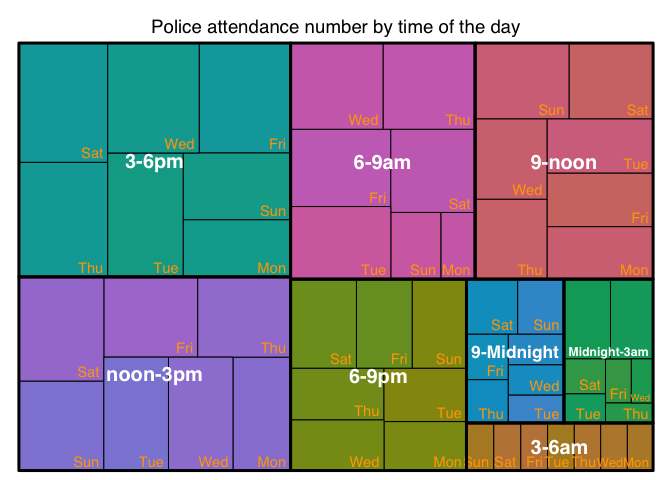 Police attendance number by time of the day
Sat
Wed
Fri
3-6pm
Sun
Thu
Tue
Mon
Wed
Thu
6-9am
Fri
Sat
Tue
Sun
Mon
Sun
Sat
9-noon
Tue
Wed
Fri
Thu
Mon
Fri
Thu
Sat
noon-3pm
Sun
Tue
Wed
Mon
Sat
Fri
Sun
6-9pm
Thu
Tue
Wed
Mon
Sat
Sun
9-Midnight
Fri
Wed
Thu
Tue
Midnight-3am
Sat
Fri
Wed
Tue
Thu
3-6am
Sun
Sat
Fri
Tue
Thu
Wed
Mon